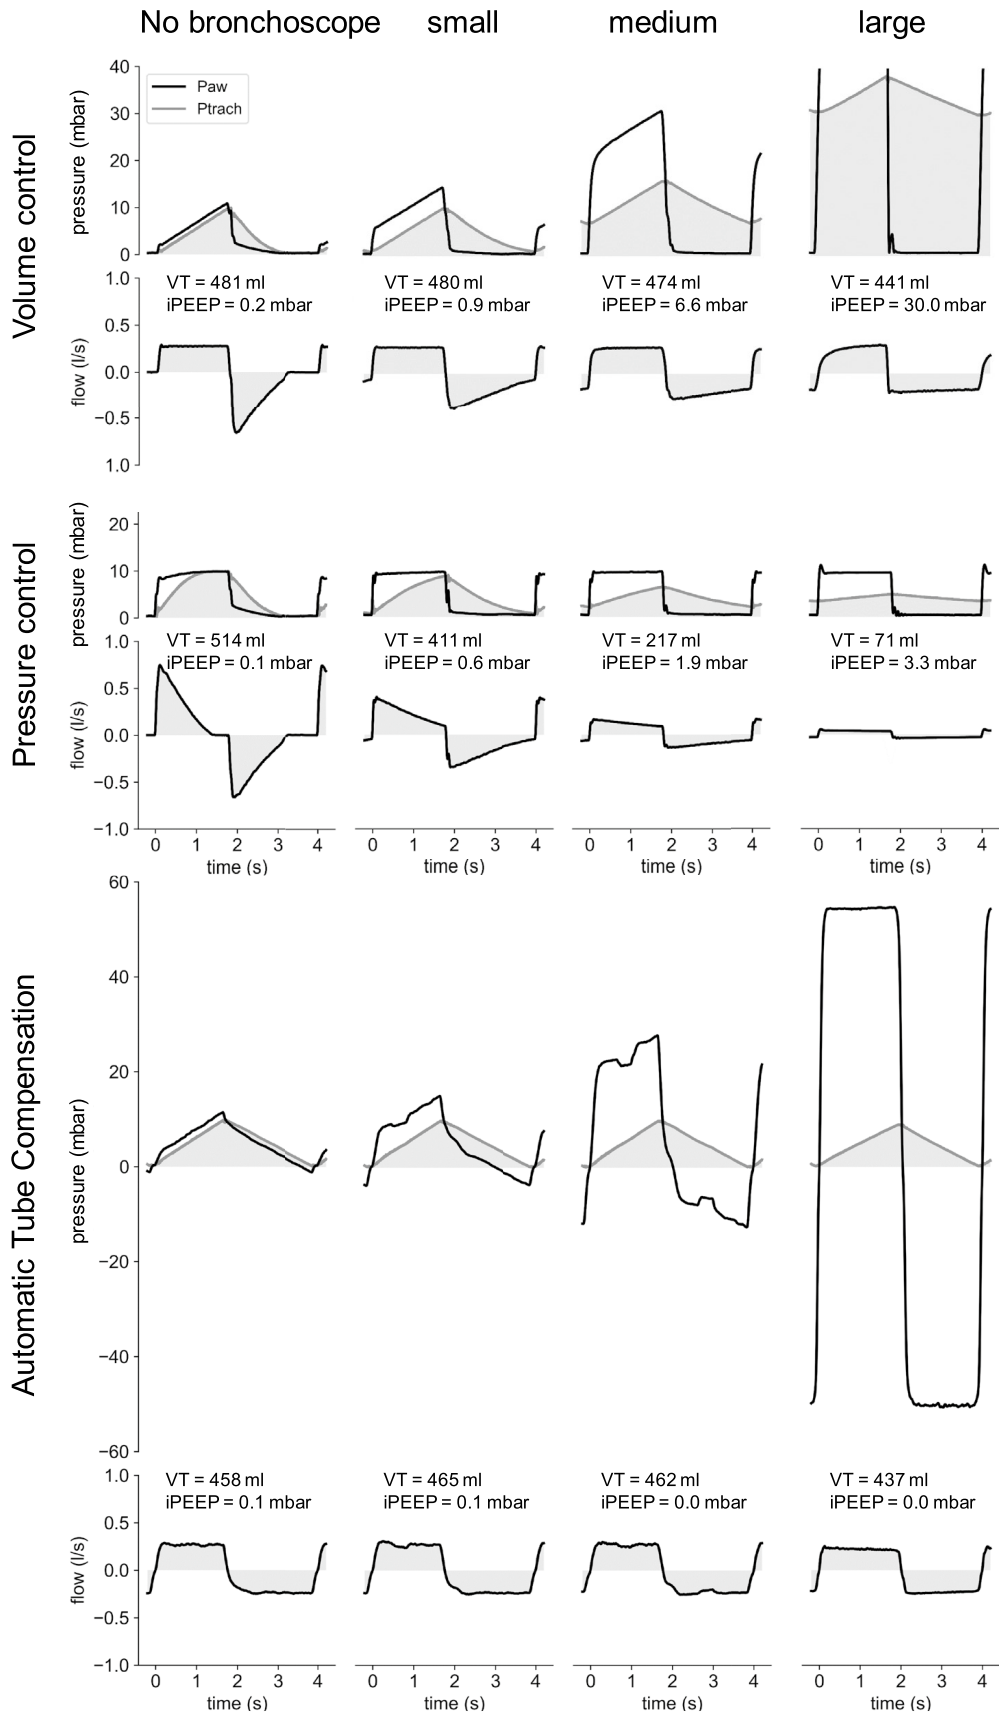 No bronchoscope small medium large
Volume control
pressure (mbar)
40
30
20
10
0
Paw
Ptrach
VT = 481 ml
iPEEP = 0.2 mbar
VT = 480 ml
iPEEP = 0.9 mbar
VT = 474 ml
iPEEP = 6.6 mbar
VT = 441 ml
iPEEP = 30.0 mbar
flow (l/s)
1.0
0.5
0.0
−0.5
1.0
Pressure control
pressure (mbar)
20
10
0
VT = 514 ml
iPEEP = 0.1 mbar
VT = 411 ml
iPEEP = 0.6 mbar
VT = 217 ml
iPEEP = 1.9 mbar
VT = 71 ml
iPEEP = 3.3 mbar
flow (l/s)
1.0
0.5
0.0
−0.5
−1.0
0 1 2 3 4
time (s)
0 1 2 3 4
time (s)
0 1 2 3 4
time (s)
0 1 2 3 4
time (s)
Automatic Tube Compensation
pressure (mbar)
60
40
20
0
−20
−40
−60
VT = 458 ml
iPEEP = 0.1 mbar
VT = 465 ml
iPEEP = 0.1 mbar
VT = 462 ml
iPEEP = 0.0 mbar
VT = 437 ml
iPEEP = 0.0 mbar
flow (l/s)
1.0
0.5
0.0
−0.5
−1.0
0 1 2 3 4
time (s)
0 1 2 3 4
time (s)
0 1 2 3 4
time (s)
0 1 2 3 4
time (s)